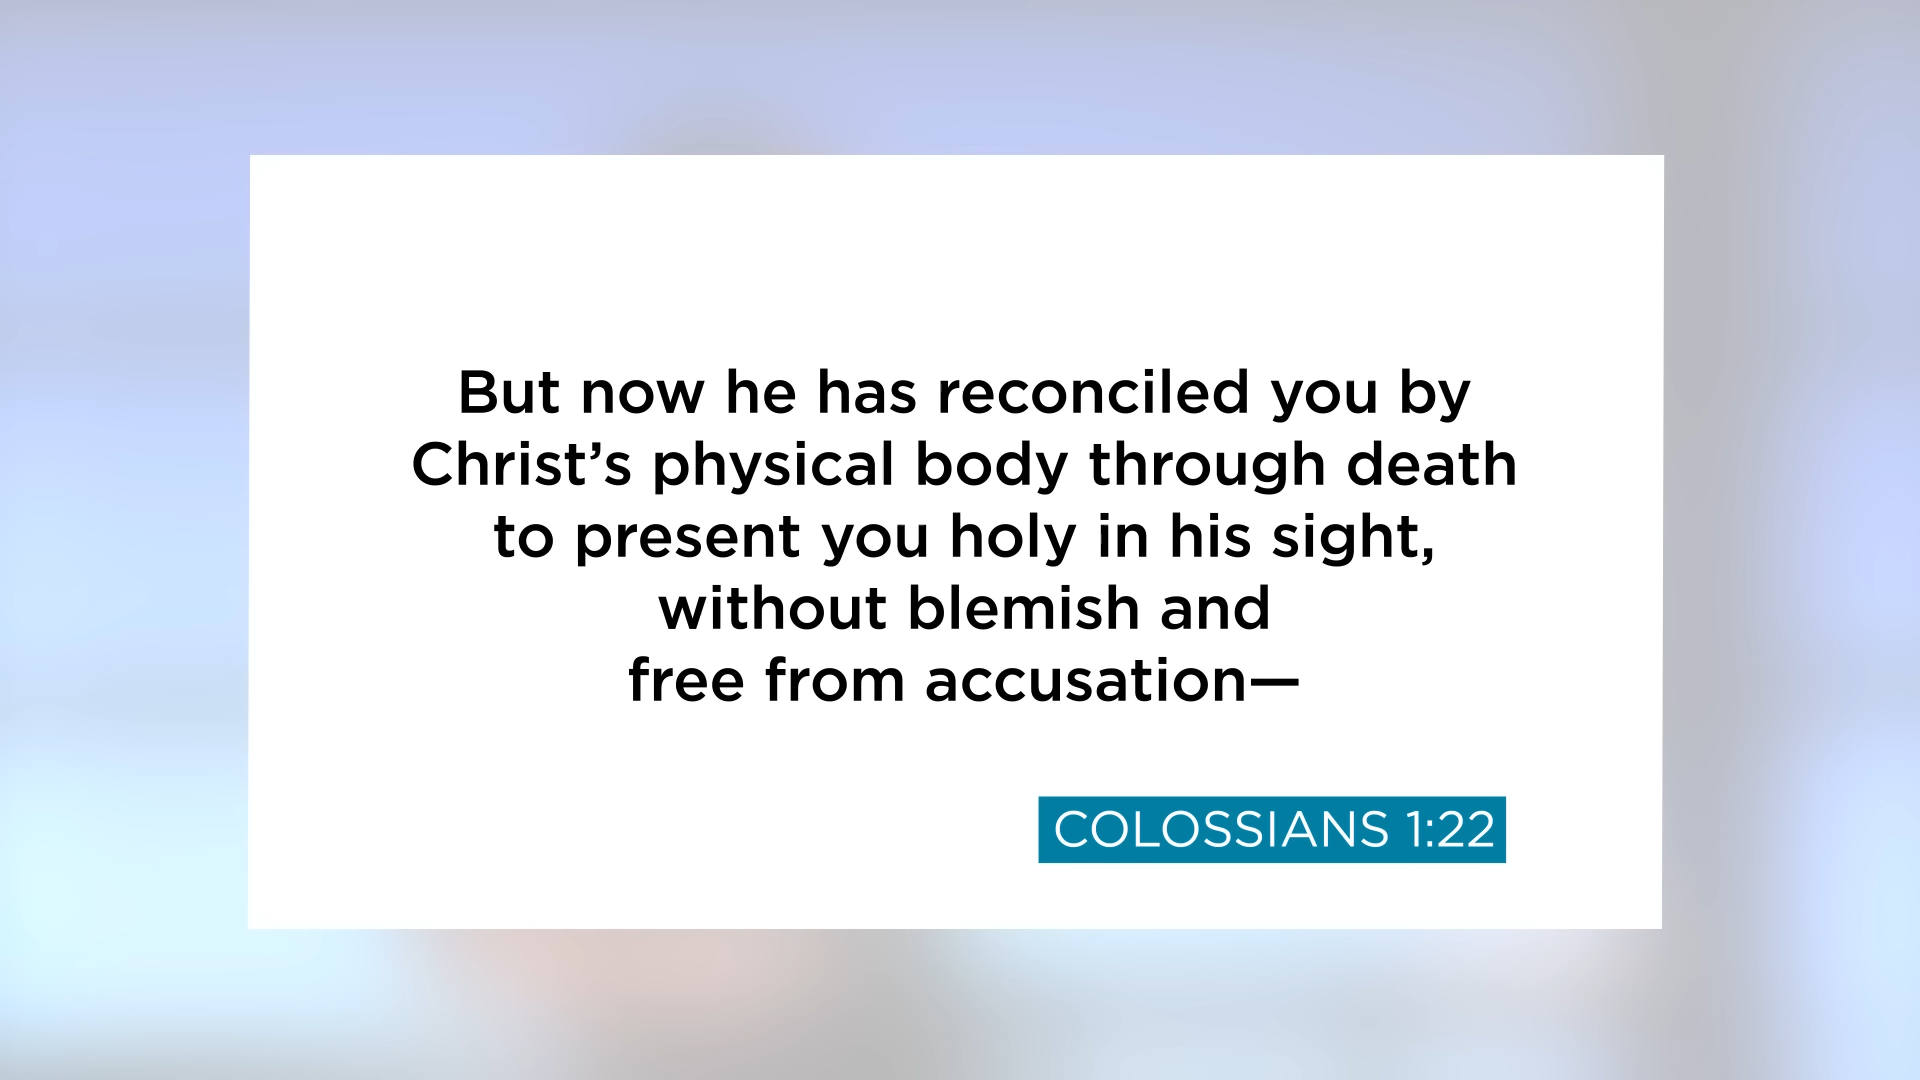 But now he has reconciled you by
Christ’s physical body through death
to present you holy in his sight,
without blemish and
free from accusation—
COLOSSIANS 1:22